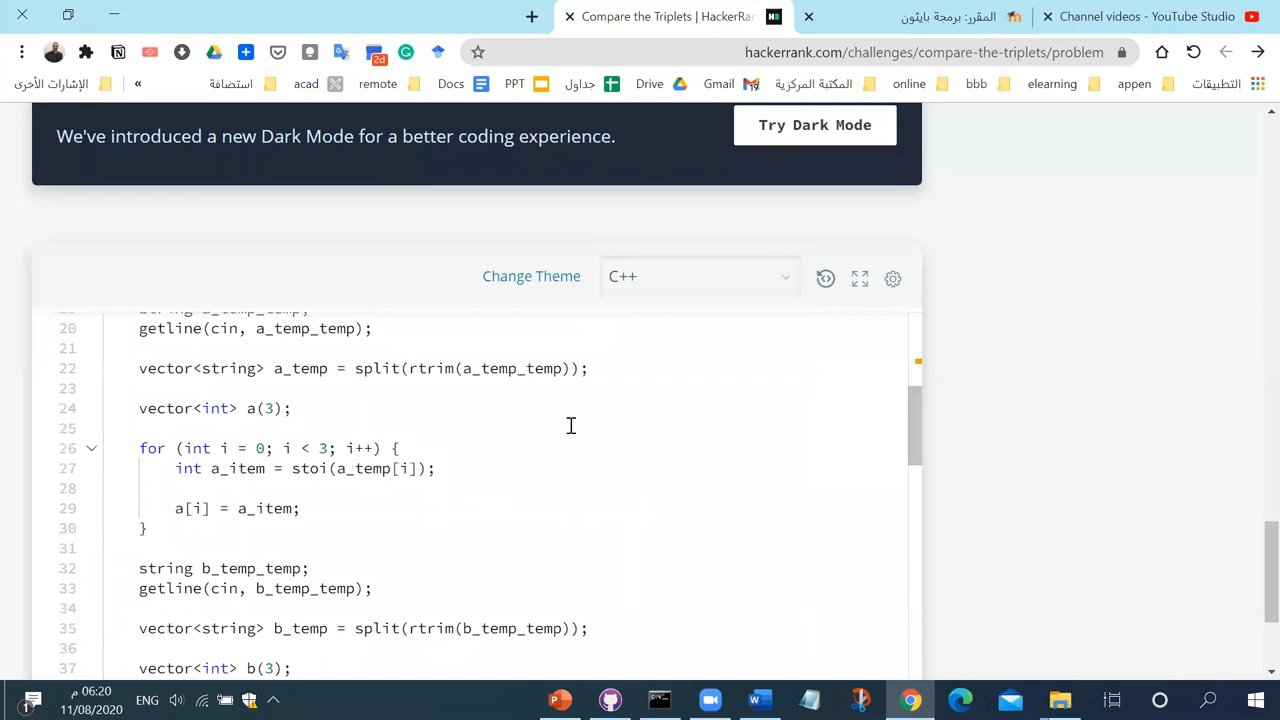 Compare the Triplets | HackerRan
المقرر: برمجة بايثون
Channel videos - YouTube Studio
hackerrank.com/challenges/compare-the-triplets/problem
2d
الإشارات الأخرى
»
استضافة
acad
remote
Docs
PPT
جداول
Drive
Gmail
المكتبة المركزية
online
bbb
elearning
appen
التطبيقات
We've introduced a new Dark Mode for a better coding experience.
Try Dark Mode
Change Theme
C++
20 getline(cin, a_temp_temp);
21
22 vector<string> a_temp = split(rtrim(a_temp_temp));
23
24 vector<int> a(3);
25
26 for (int i = 0; i < 3; i++) {
27 int a_item = stoi(a_temp[i]);
28
29 a[i] = a_item;
30 }
31
32 string b_temp_temp;
33 getline(cin, b_temp_temp);
34
35 vector<string> b_temp = split(rtrim(b_temp_temp));
36
37 vector<int> b(3);
06:20 م
11/08/2020
ENG
1